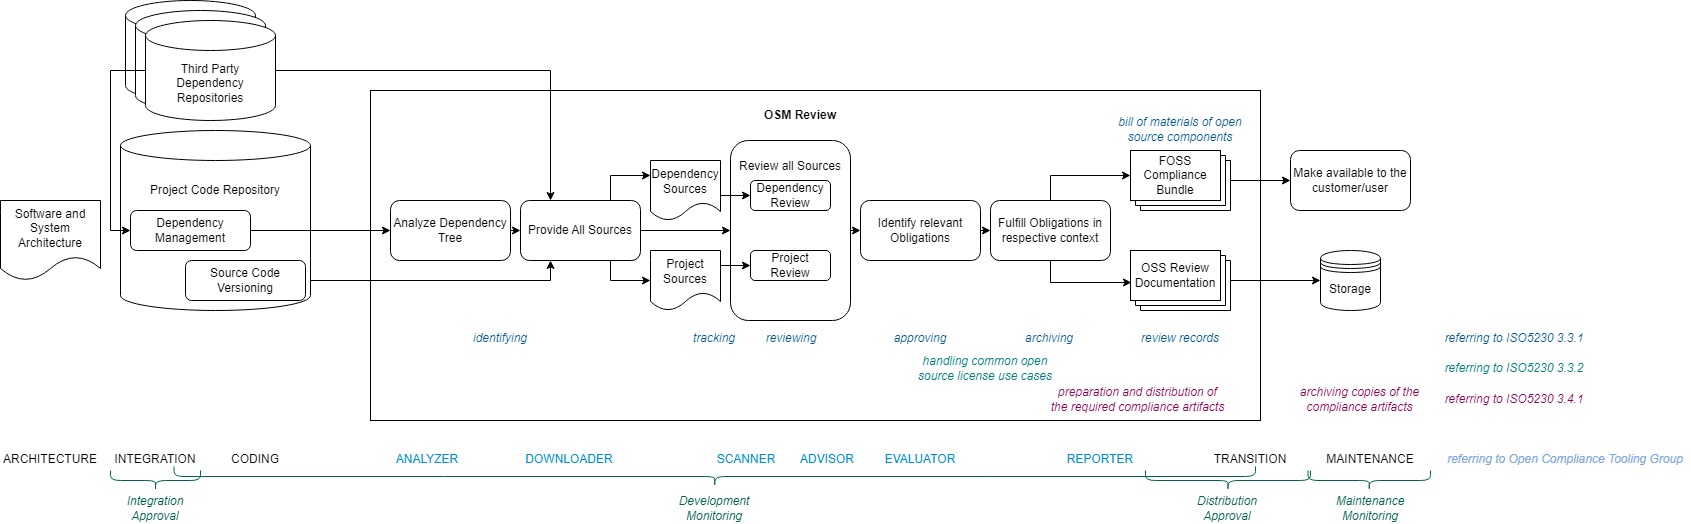 Third Party
Dependency
Repositories
OSM Review
bill of materials of open
source components
Project Code Repository
Software and
System
Architecture
Dependency
Management
Source Code
Versioning
Analyze Dependency
Tree
Provide All Sources
Dependency
Sources
Project
Sources
Review all Sources
Dependency
Review
Project
Review
Identify relevant
Obligations
Fulfill Obligations in
respective context
FOSS
Compliance
Bundle
OSS Review
Documentation
Make available to the
customer/user
Storage
identifying
tracking
reviewing
approving
archiving
review records
referring to ISO5230 3.3.1
handling common open
source license use cases
referring to ISO5230 3.3.2
preparation and distribution of
the required compliance artifacts
archiving copies of the
compliance artifacts
referring to ISO5230 3.4.1
ARCHITECTURE
INTEGRATION
CODING
ANALYZER
DOWNLOADER
SCANNER
ADVISOR
EVALUATOR
REPORTER
TRANSITION
MAINTENANCE
referring to Open Compliance Tooling Group
Integration
Approval
Development
Monitoring
Distribution
Approval
Maintenance
Monitoring